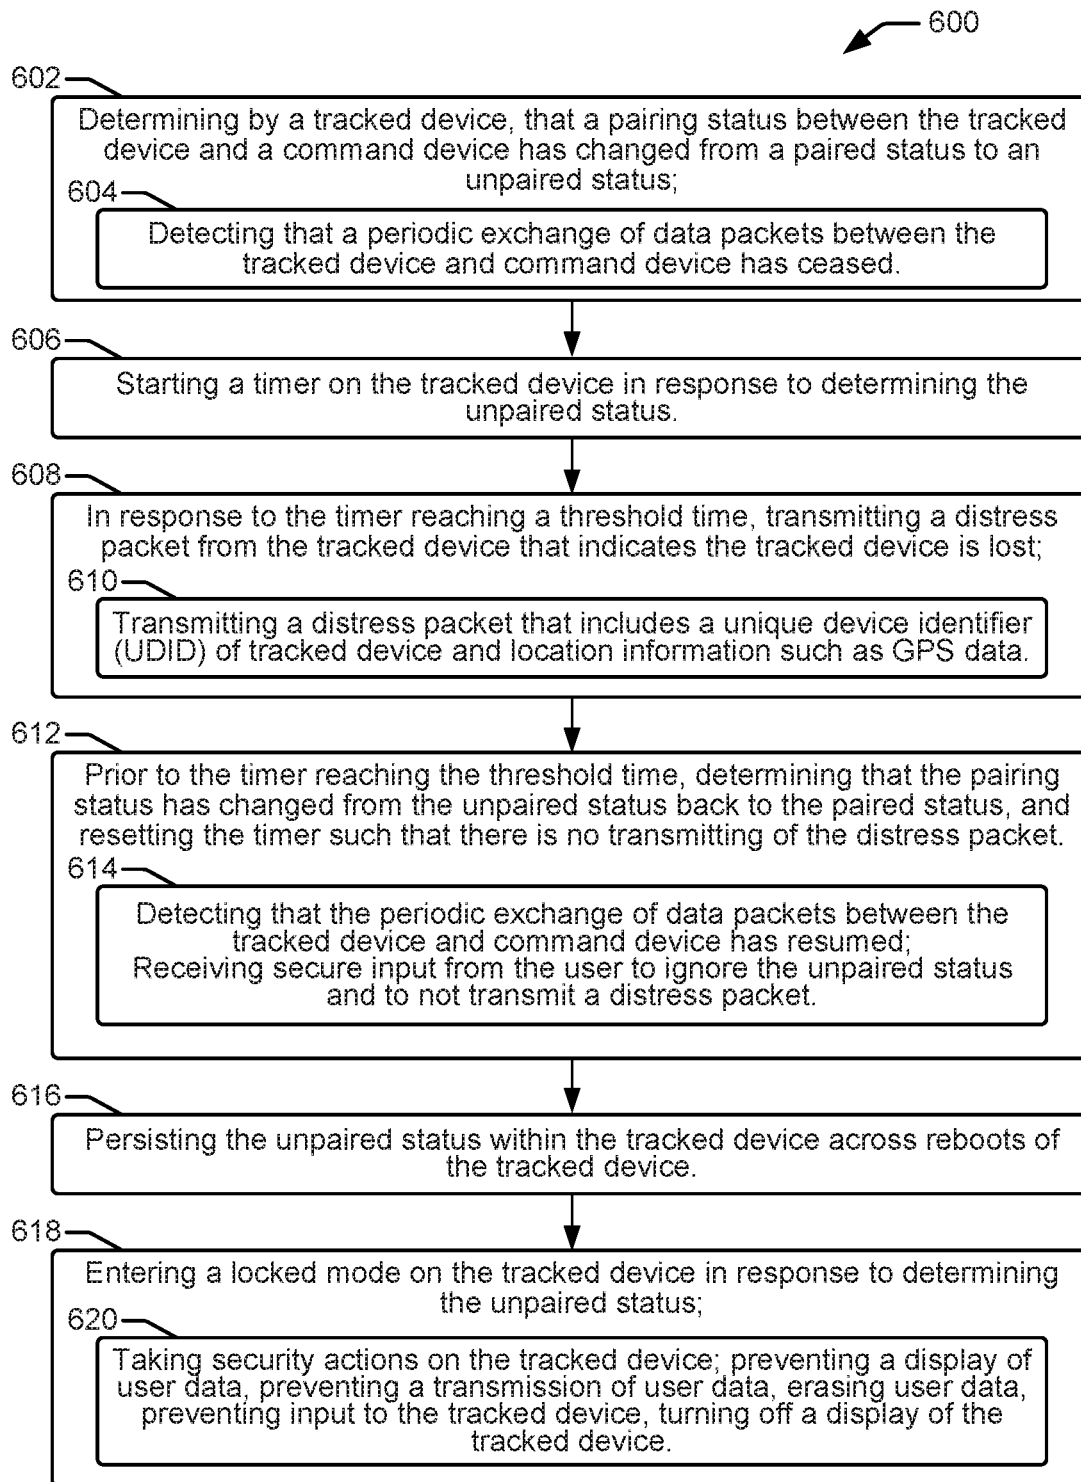 600
602
Determining by a tracked device, that a pairing status between the tracked
device and a command device has changed from a paired status to an
unpaired status;
604
Detecting that a periodic exchange of data packets between the
tracked device and command device has ceased.
606
Starting a timer on the tracked device in response to determining the
unpaired status.
608
In response to the timer reaching a threshold time, transmitting a distress
packet from the tracked device that indicates the tracked device is lost;
610
Transmitting a distress packet that includes a unique device identifier
(UDID) of tracked device and location information such as GPS data.
612
Prior to the timer reaching the threshold time, determining that the pairing
status has changed from the unpaired status back to the paired status, and
resetting the timer such that there is no transmitting of the distress packet.
614
Detecting that the periodic exchange of data packets between the
tracked device and command device has resumed;
Receiving secure input from the user to ignore the unpaired status
and to not transmit a distress packet.
616
Persisting the unpaired status within the tracked device across reboots of
the tracked device.
618
Entering a locked mode on the tracked device in response to determining
the unpaired status;
620
Taking security actions on the tracked device; preventing a display of
user data, preventing a transmission of user data, erasing user data,
preventing input to the tracked device, turning off a display of the
tracked device.